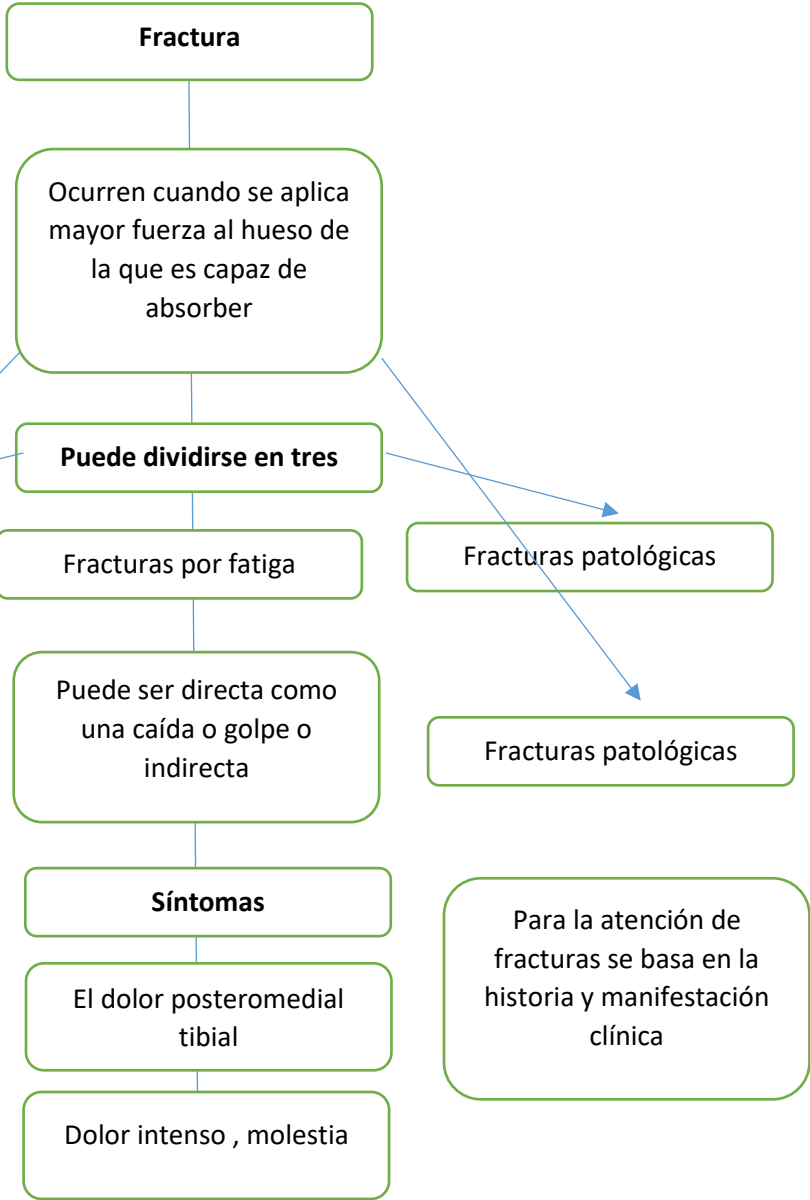 Fractura
Ocurren cuando se aplica
mayor fuerza al hueso de
la que es capaz de
absorber
Puede dividirse en tres
Fracturas por fatiga
Fracturas patológicas
Puede ser directa como
una caída o golpe o
indirecta
Fracturas patológicas
Síntomas
Para la atención de
fracturas se basa en la
historia y manifestación
clínica
El dolor posteromedial
tibial
Dolor intenso , molestia